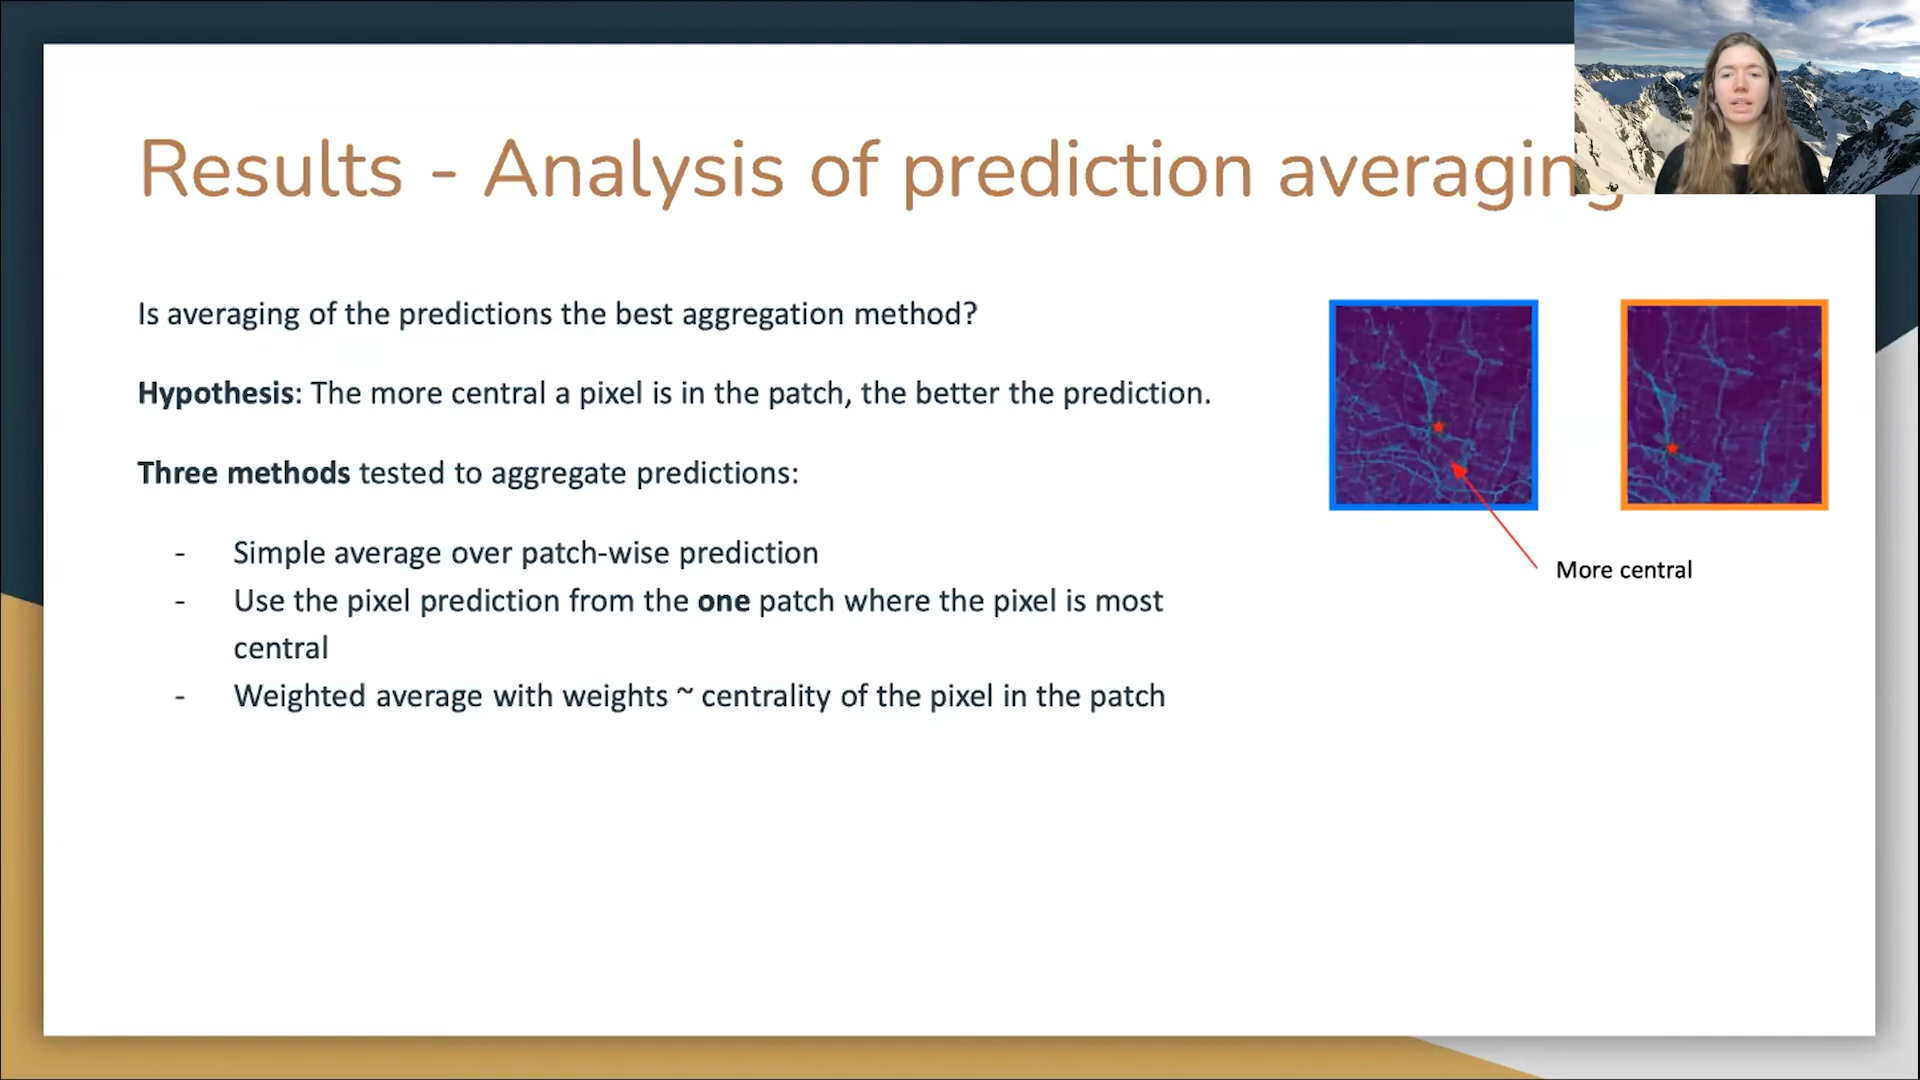 Results - Analysis of prediction averaging
Is averaging of the predictions the best aggregation method?
Hypothesis: The more central a pixel is in the patch, the better the prediction.
Three methods tested to aggregate predictions:
- Simple average over patch-wise prediction
- Use the pixel prediction from the one patch where the pixel is most
central
- Weighted average with weights ~ centrality of the pixel in the patch
More central